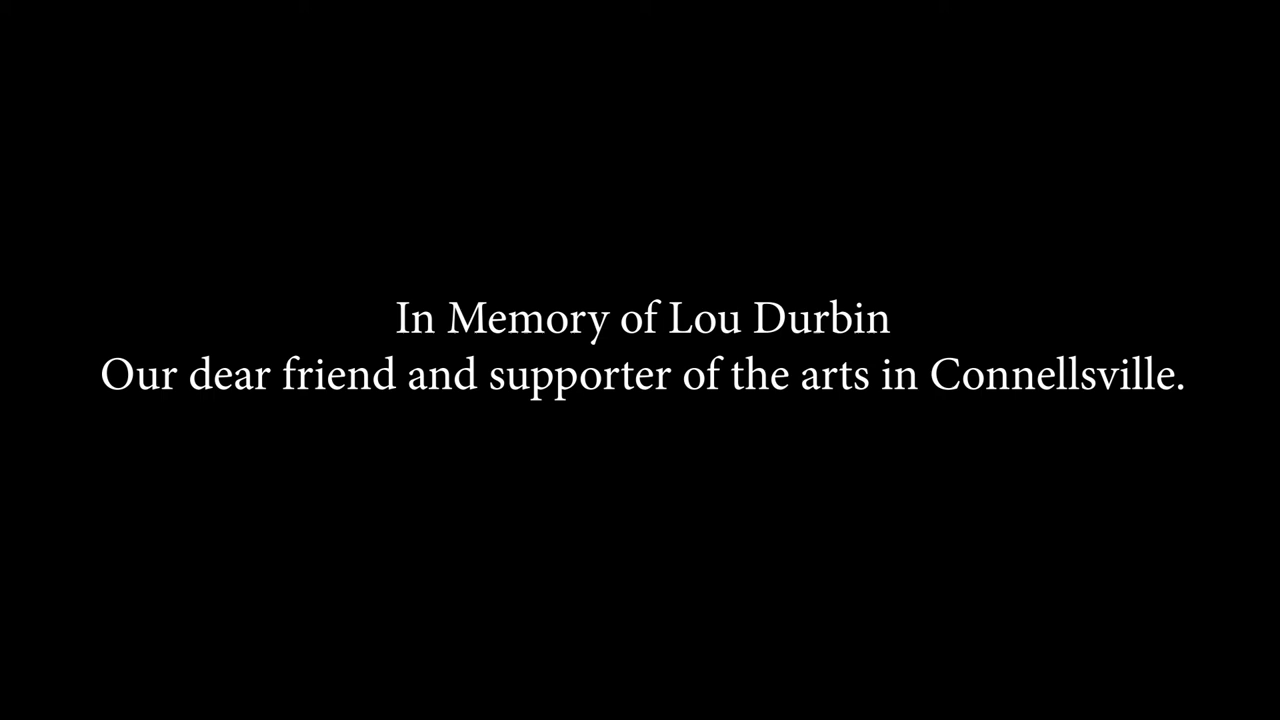 In Memory of Lou Durbin
Our dear friend and supporter of the arts in Connellsville.